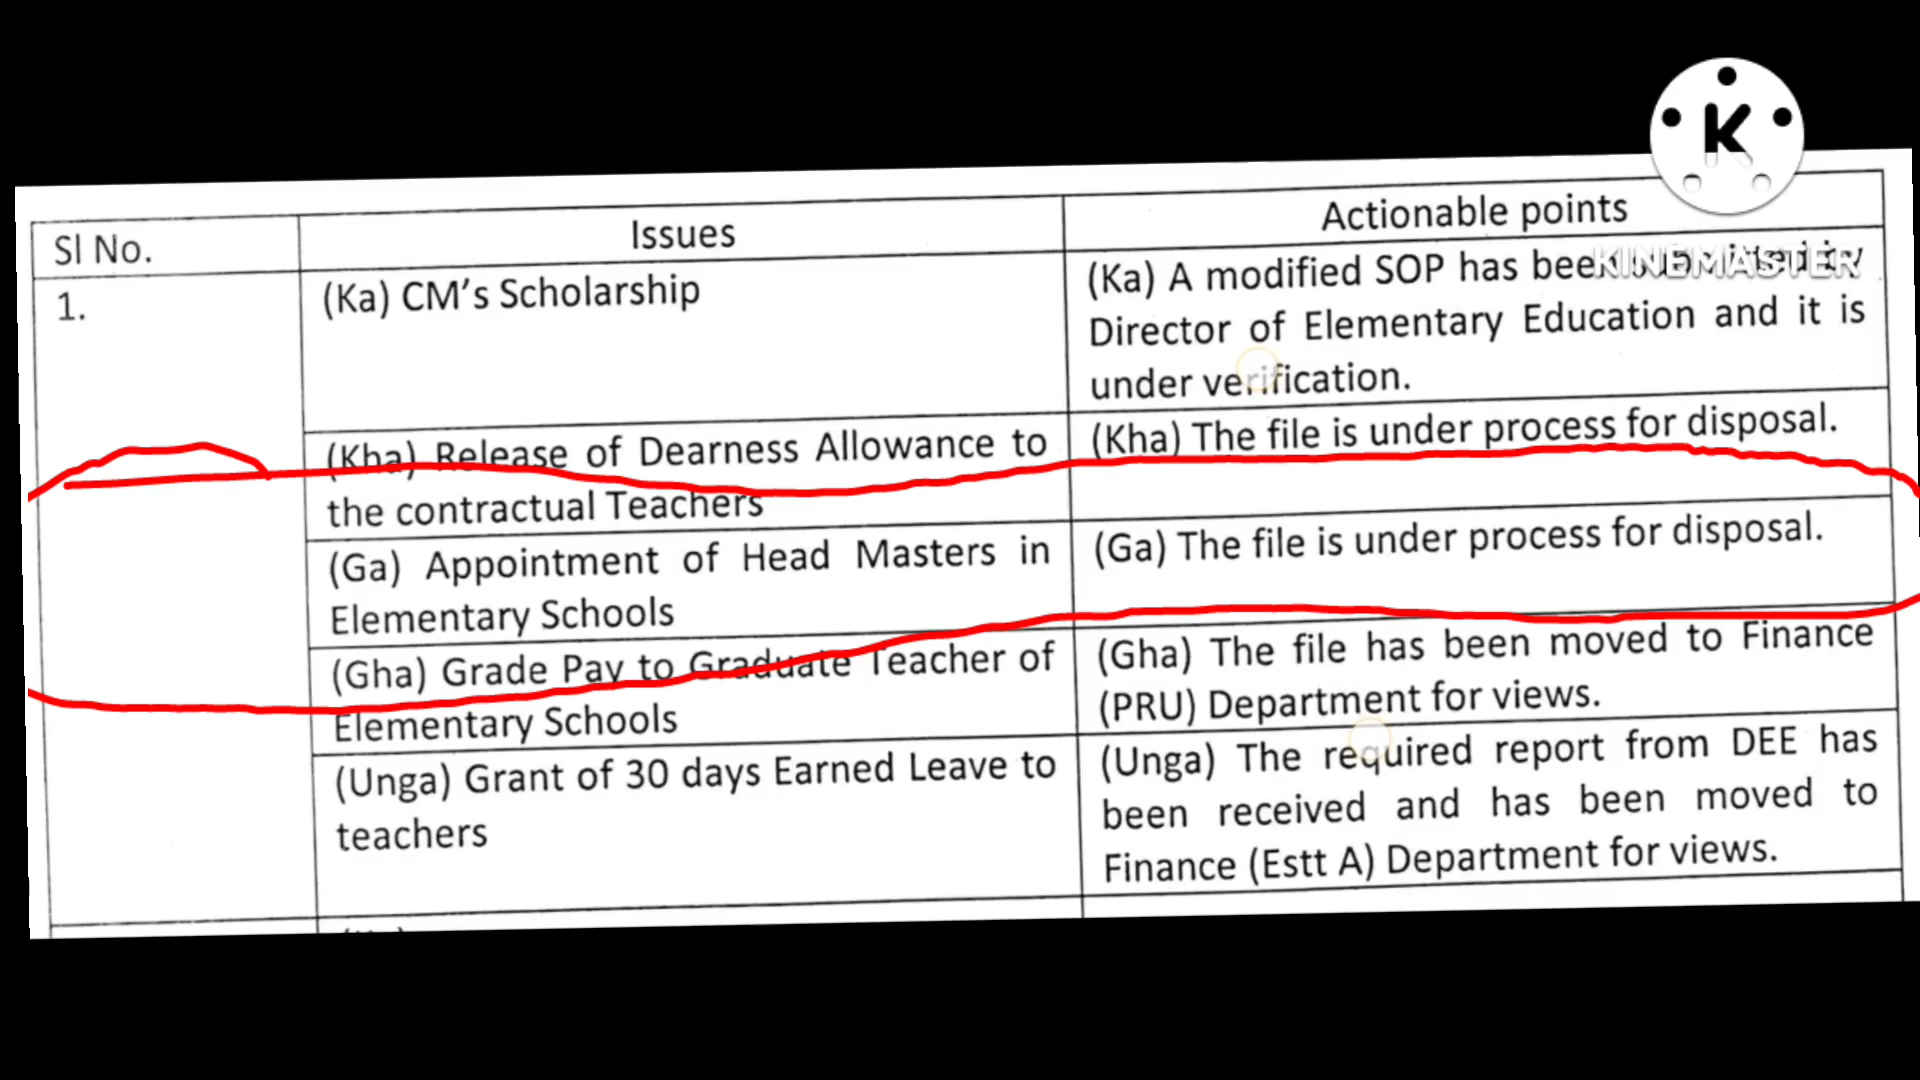 KINEMASTER
Sl No.
Issues
Actionable points
1.
(Ka) CM's Scholarship
(Ka) A modified SOP has been by
Director of Elementary Education and it is
under verification.
(Kha) Release of Dearness Allowance to
the contractual Teachers
(Kha) The file is under process for disposal.
(Ga) Appointment of Head Masters in
Elementary Schools
(Ga) The file is under process for disposal.
(Gha) Grade Pay to Graduate Teacher of
Elementary Schools
(Gha) The file has been moved to Finance
(PRU) Department for views.
(Unga) Grant of 30 days Earned Leave to
teachers
(Unga) The required report from DEE has
been received and has been moved to
Finance (Estt A) Department for views.